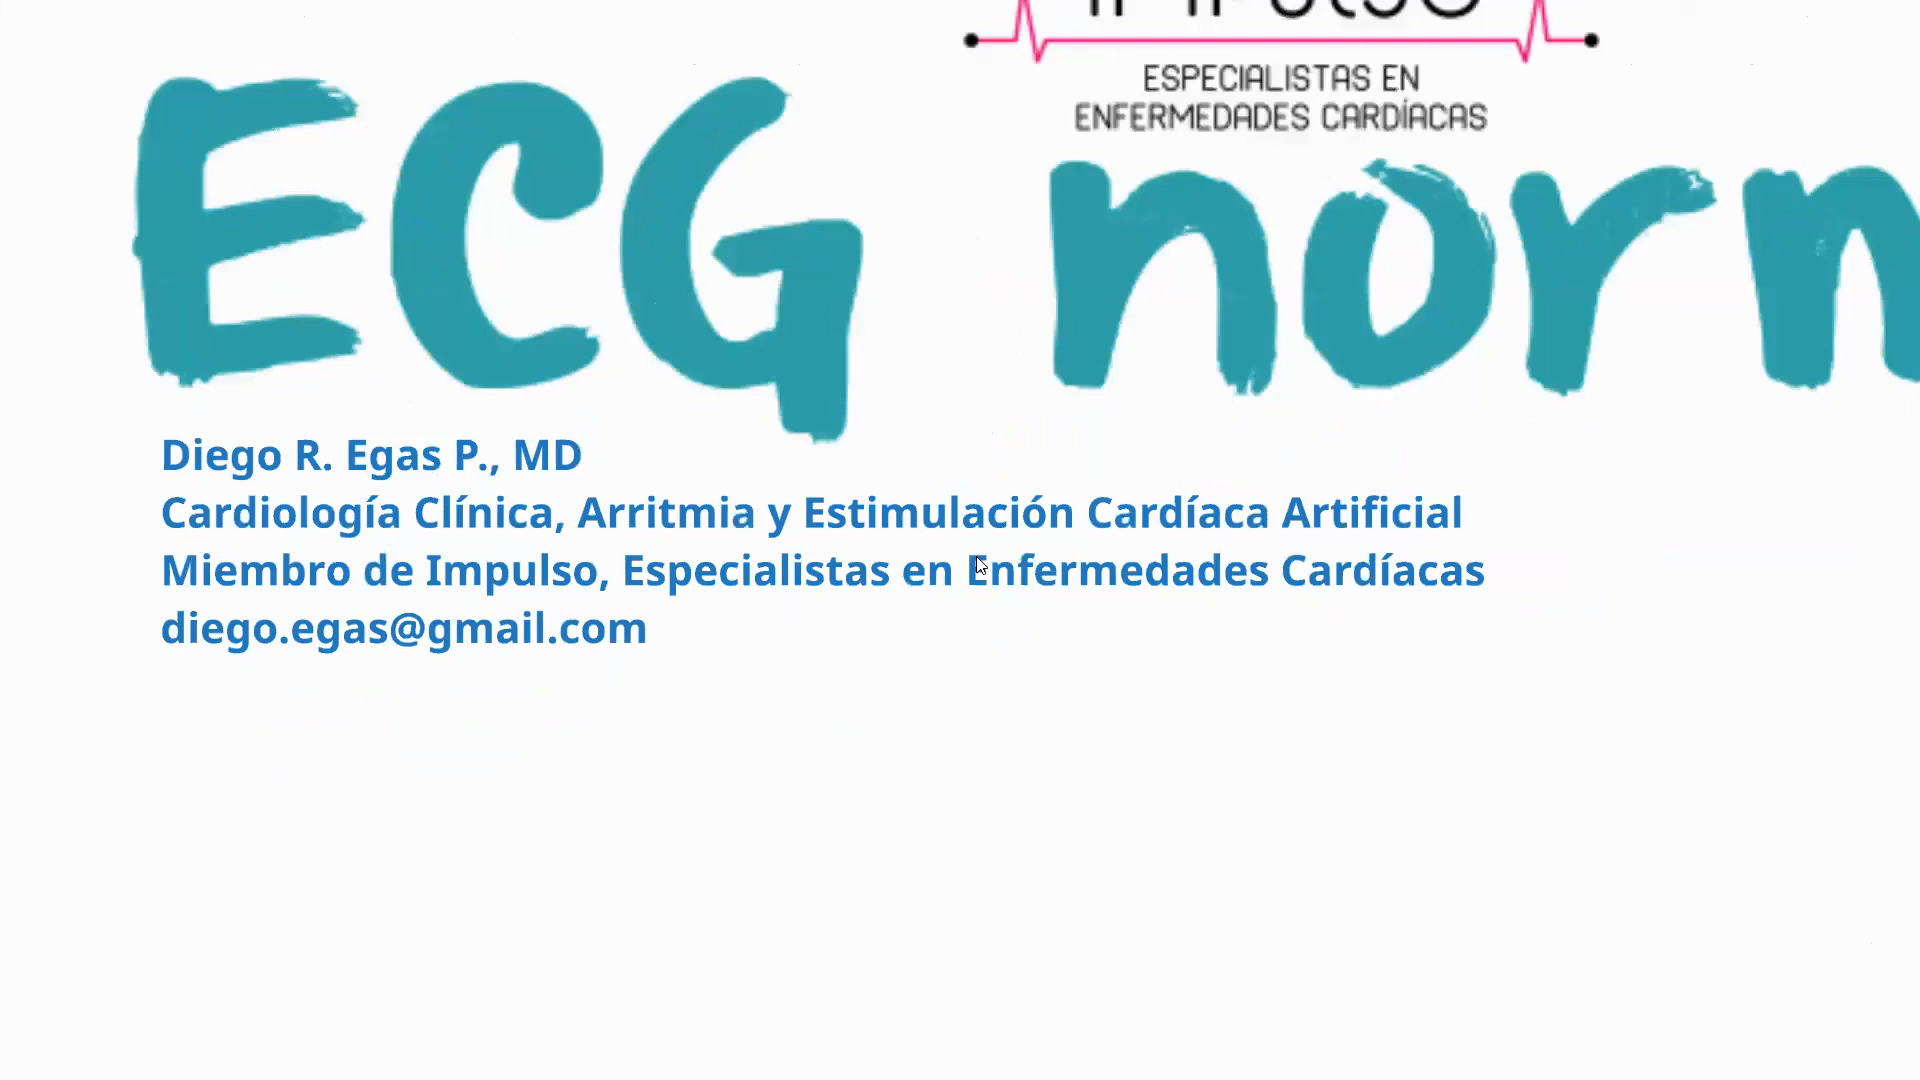 impulso
ESPECIALISTAS EN
ENFERMEDADES CARDÍACAS
ECG
Diego R. Egas P., MD
Cardiología Clínica, Arritmia y Estimulación Cardíaca Artificial
Miembro de Impulso, Especialistas en Enfermedades Cardíacas
diego.egas@gmail.com